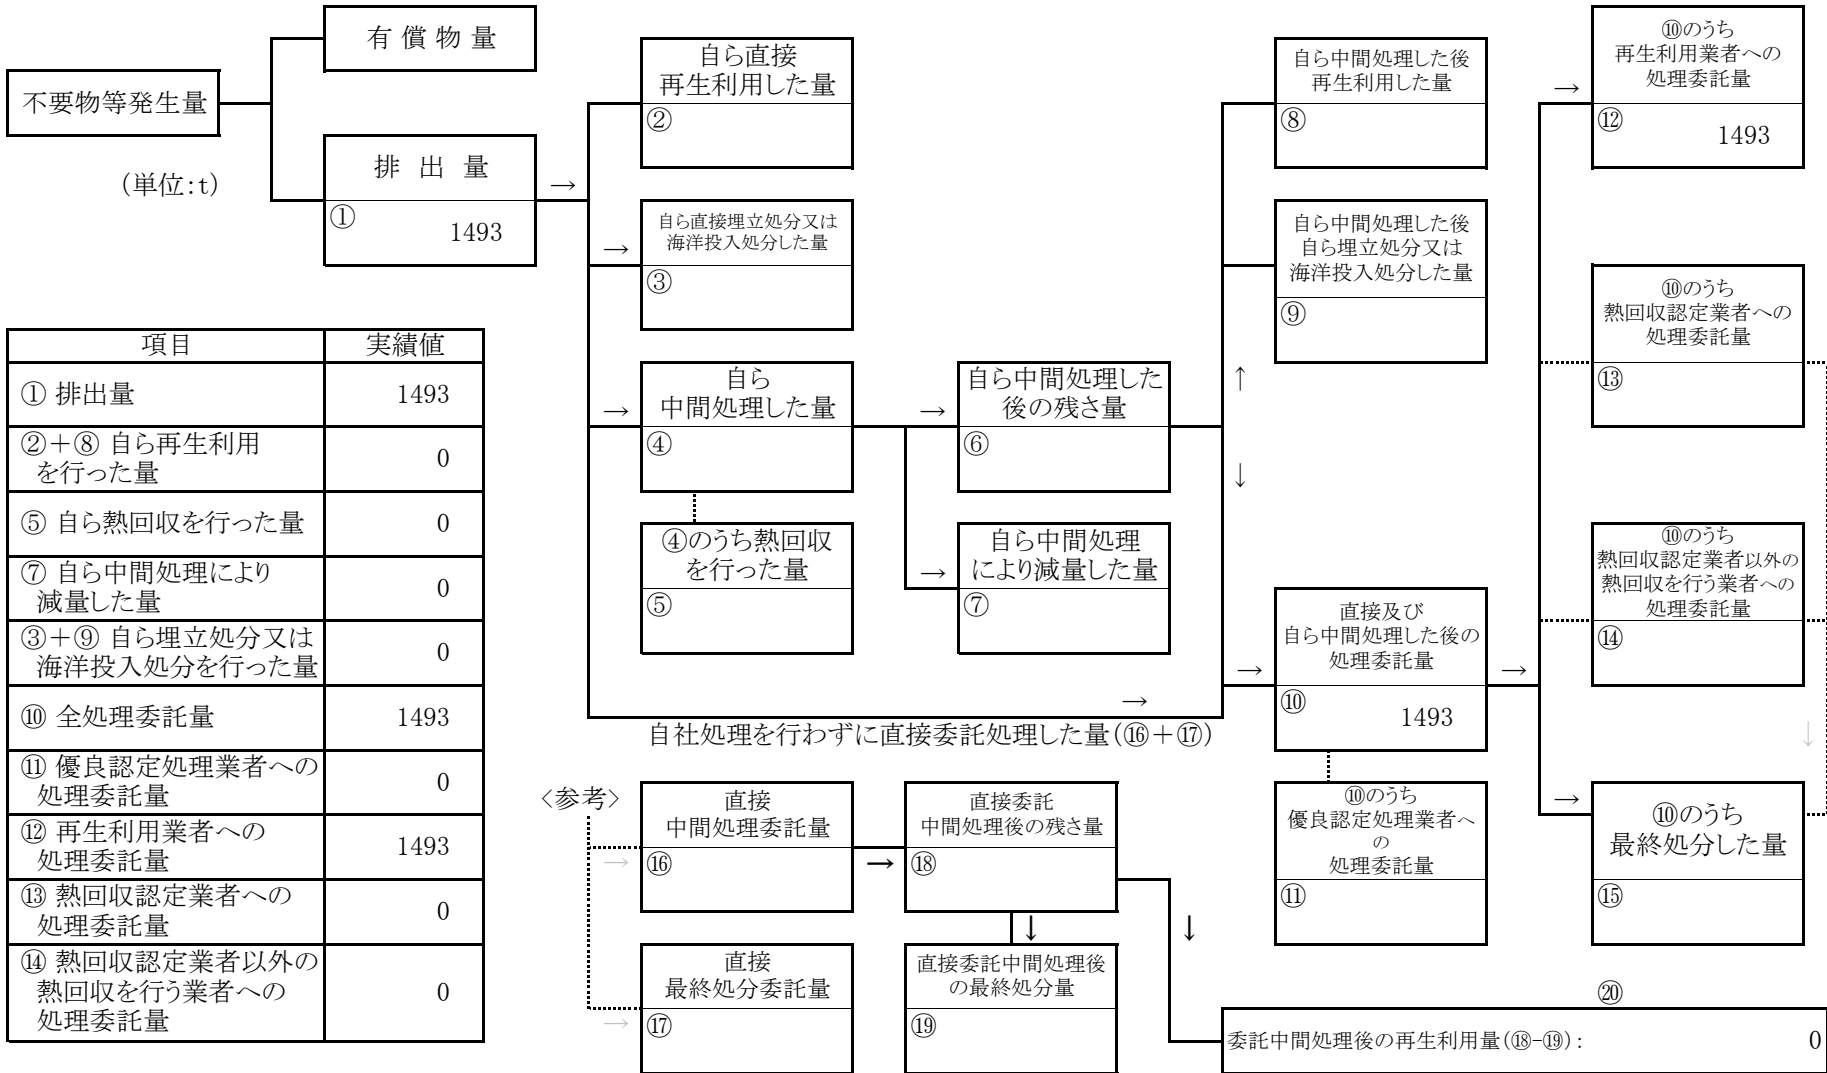 有 償 物 量
不要物等発生量
(単位:t)
排 出 量
→
①
1493
自ら直接
再生利用した量
②
→
自ら直接埋立処分又は
海洋投入処分した量
③
→
自ら
中間処理した量
④
④のうち熱回収
を行った量
⑤
→
自ら中間処理した
後の残さ量
⑥
→
自ら中間処理
により減量した量
⑦
自ら中間処理した後
再生利用した量
⑧
自ら中間処理した後
自ら埋立処分又は
海洋投入処分した量
⑨
↑
↓
→
直接及び
自ら中間処理した後の
処理委託量
⑩
1493
→
⑩のうち
優良認定処理業者へ
の
処理委託量
⑪
→
⑩のうち
再生利用業者への
処理委託量
⑫
1493
⑩のうち
熱回収認定業者への
処理委託量
⑬
⑩のうち
熱回収認定業者以外の
熱回収を行う業者への
処理委託量
⑭
↓
→
⑩のうち
最終処分した量
⑮
→
自社処理を行わずに直接委託処理した量(⑯+⑰)
項目 実績値
① 排出量 1493
②+⑧ 自ら再生利用
を行った量 0
⑤ 自ら熱回収を行った量 0
⑦ 自ら中間処理により
減量した量 0
③+⑨ 自ら埋立処分又は
海洋投入処分を行った量 0
⑩ 全処理委託量 1493
⑪ 優良認定処理業者への
処理委託量 0
⑫ 再生利用業者への
処理委託量 1493
⑬ 熱回収認定業者への
処理委託量 0
⑭ 熱回収認定業者以外の
熱回収を行う業者への
処理委託量 0
〈参考〉
→
直接
中間処理委託量
⑯
→
直接委託
中間処理後の残さ量
⑱
↓
↓
→
直接
最終処分委託量
⑰
直接委託中間処理後
の最終処分量
⑲
⑳
委託中間処理後の再生利用量(⑱-⑲): 0